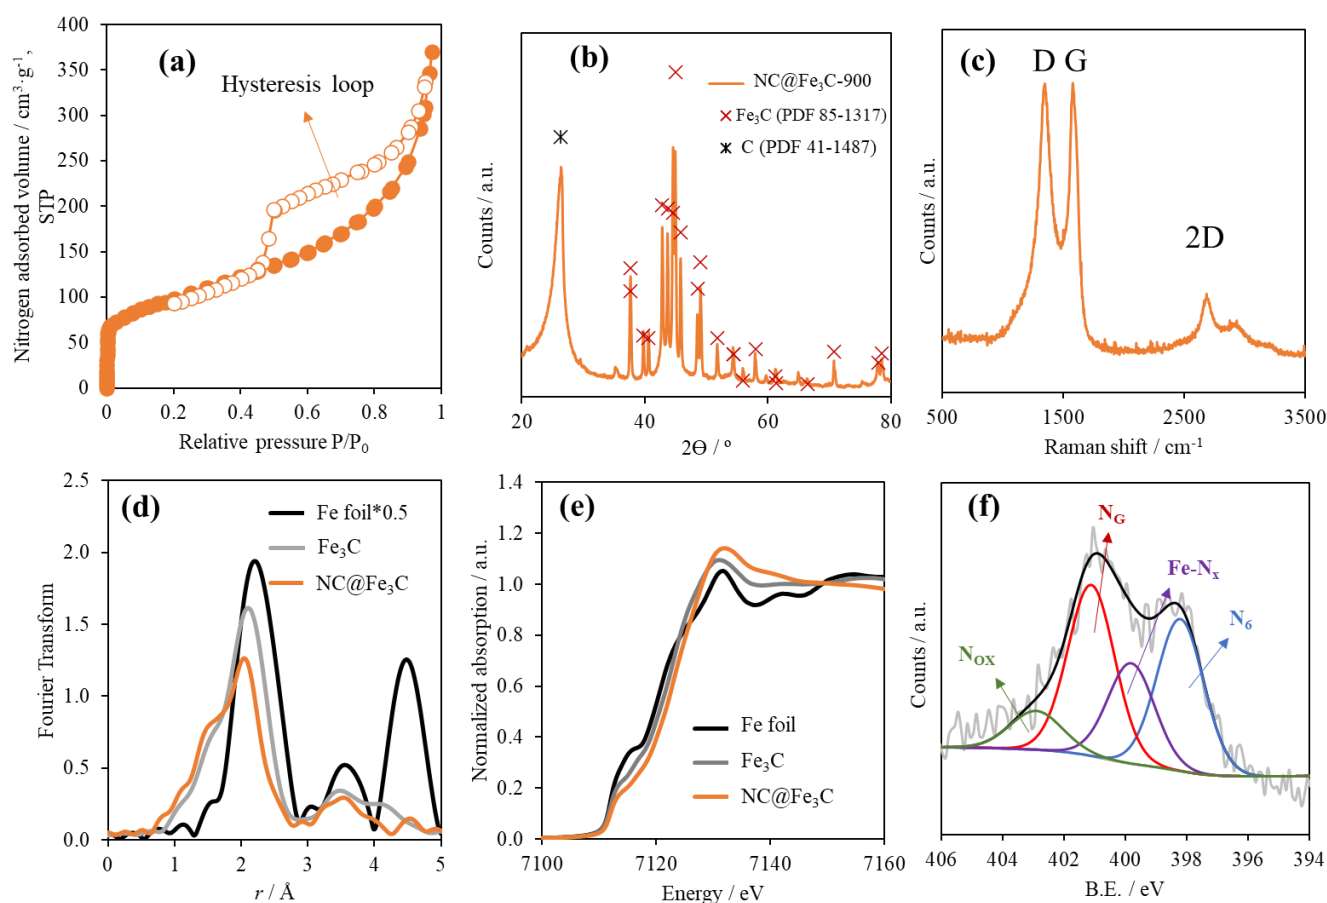 (a)
Hysteresis loop
Nitrogen adsorbed volume / cm³·g⁻¹,
STP
400
350
300
250
200
150
100
50
0
0
0.2
0.4
0.6
0.8
1
Relative pressure P/P₀
(b)
NC@Fe₃C-900
Fe₃C (PDF 85-1317)
C (PDF 41-1487)
Counts / a.u.
20
40
60
80
2Ɵ / º
(c)
D G
2D
Counts / a.u.
500
1500
2500
3500
Raman shift / cm⁻¹
(d)
Fe foil*0.5
Fe₃C
NC@Fe₃C
Fourier Transform
2.5
2.0
1.5
1.0
0.5
0.0
0
1
2
3
4
5
r / Å
(e)
Fe foil
Fe₃C
NC@Fe₃C
Normalized absorption / a.u.
1.4
1.2
1.0
0.8
0.6
0.4
0.2
0.0
7100
7120
7140
7160
Energy / eV
(f)
N_G
Fe-Nₓ
N₆
N_OX
Counts / a.u.
406
404
402
400
398
396
394
B.E. / eV